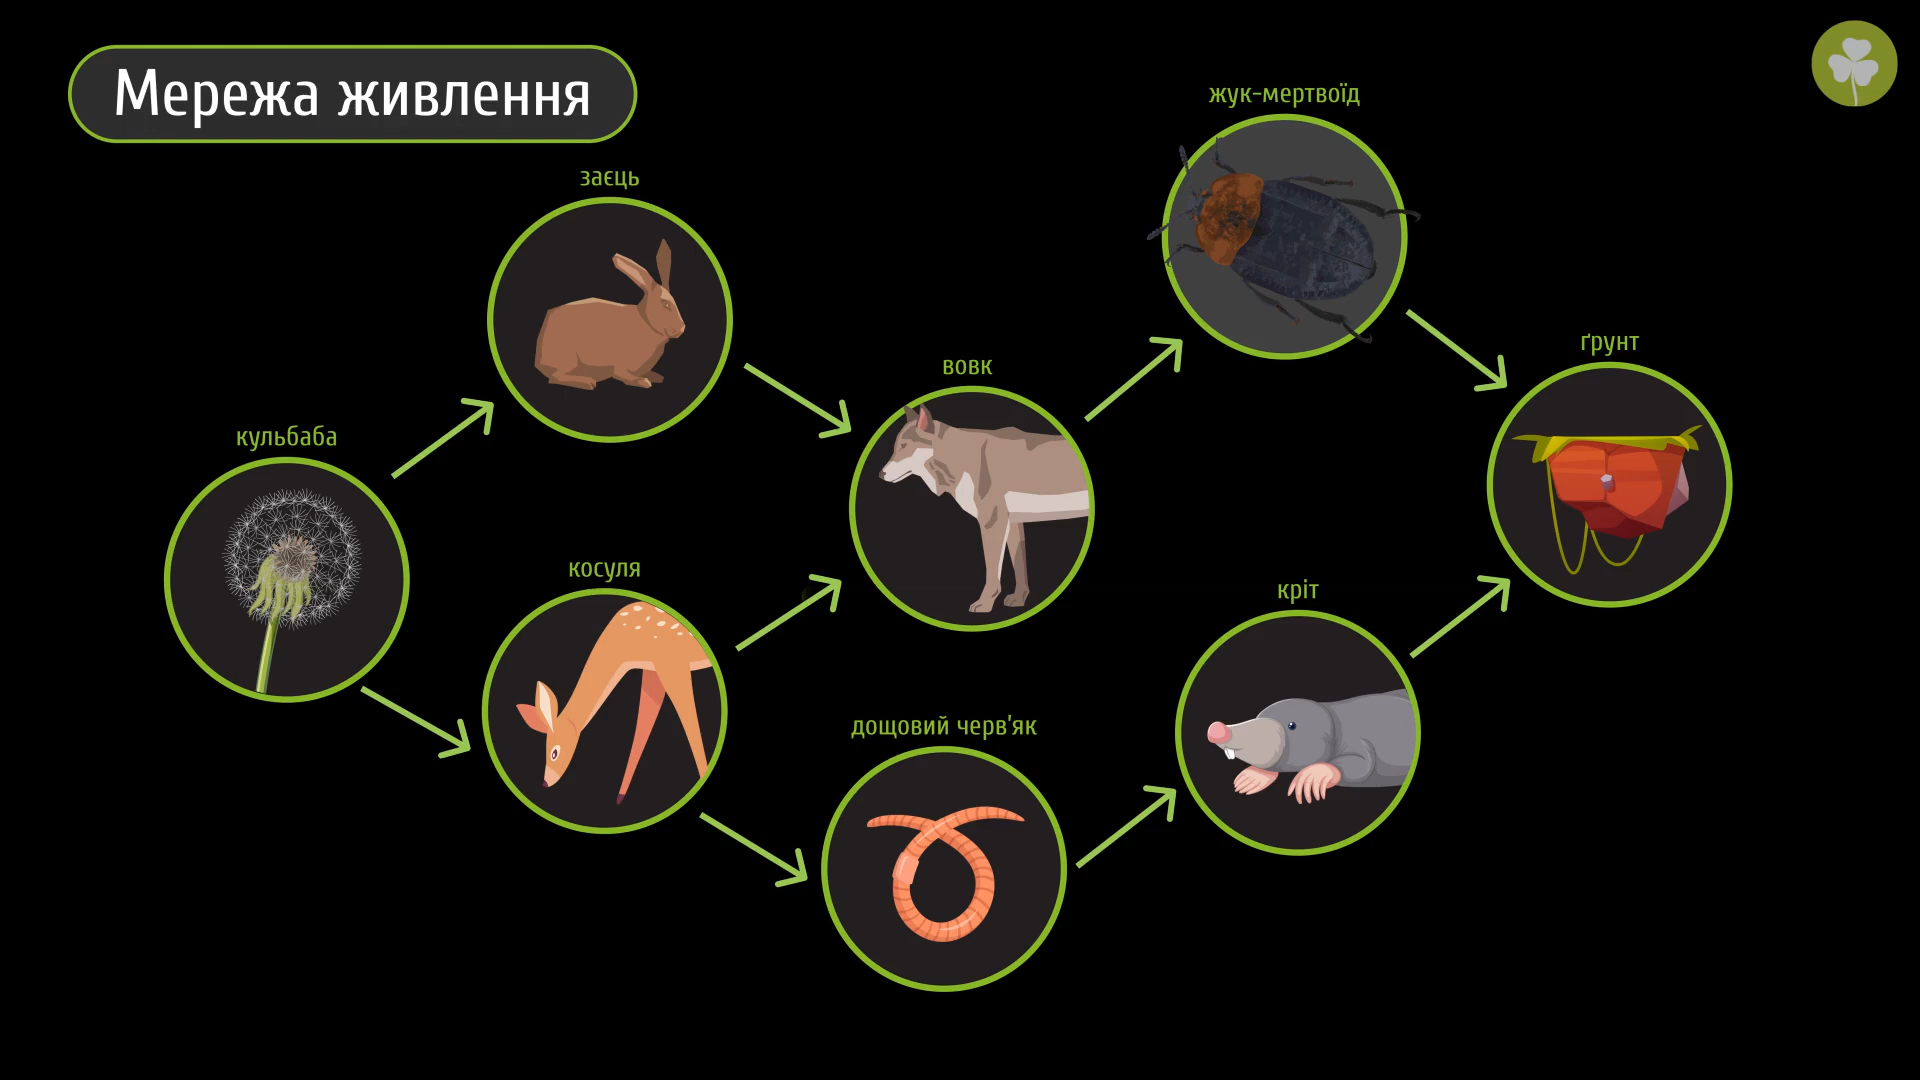 Мережа живлення
жук-мертвоїд
заєць
ґрунт
вовк
кульбаба
косуля
кріт
дощовий черв'як